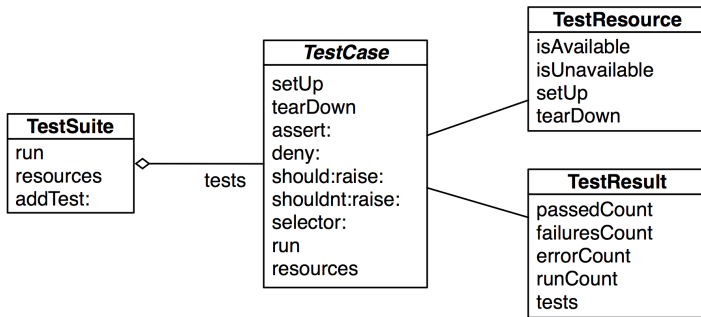 TestSuite
run
resources
addTest:
tests
TestCase
setUp
tearDown
assert:
deny:
should:raise:
shouldnt:raise:
selector:
run
resources
TestResource
isAvailable
isUnavailable
setUp
tearDown
TestResult
passedCount
failuresCount
errorCount
runCount
tests